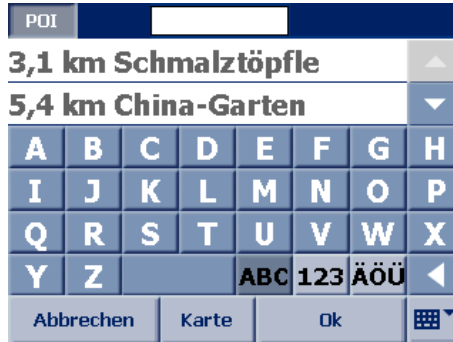 POI
3,1 km Schmalztöpfle
5,4 km China-Garten
A B C D E F G H
I J K L M N O P
Q R S T U V W X
Y Z ABC 123 ÄÖÜ
Abbrechen Karte Ok